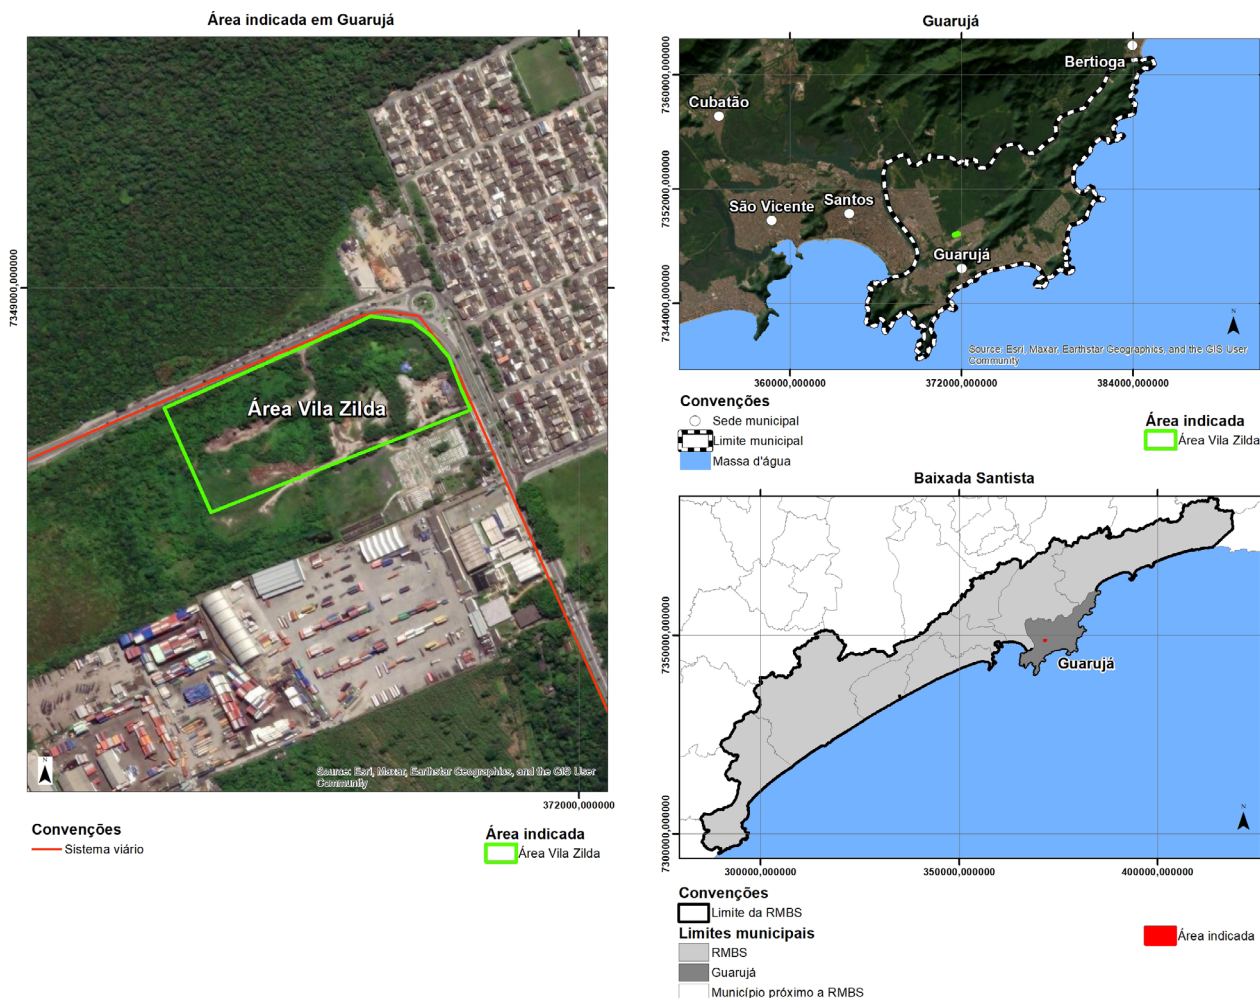 Área indicada em Guarujá
7349000,000000
Área Vila Zilda
N
Source: Esri, Maxar, Earthstar Geographics, and the GIS User
Community
372000,000000
Convenções
Sistema viário
Área indicada
Área Vila Zilda
Guarujá
7360000,000000
7352000,000000
7344000,000000
Bertioga
Cubatão
São Vicente
Santos
Guarujá
N
Source: Esri, Maxar, Earthstar Geographics, and the GIS User
Community
360000,000000
372000,000000
384000,000000
Convenções
Sede municipal
Limite municipal
Massa d'água
Área indicada
Área Vila Zilda
Baixada Santista
7350000,000000
7300000,000000
Guarujá
N
300000,000000
350000,000000
400000,000000
Convenções
Limite da RMBS
Limites municipais
RMBS
Guarujá
Município próximo a RMBS
Área indicada